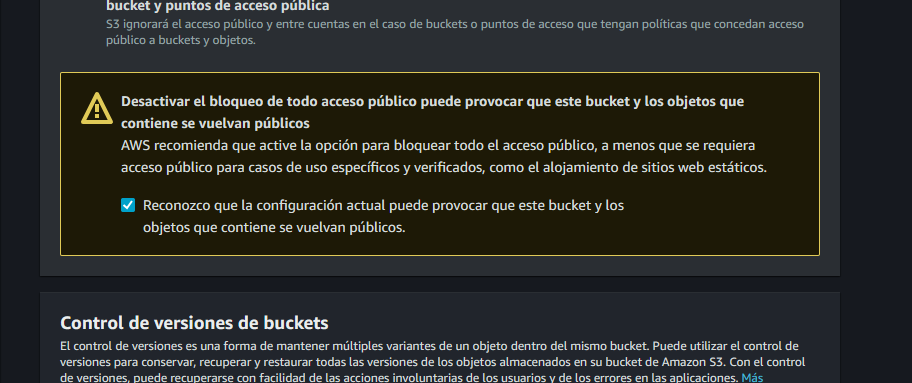 bucket y puntos de acceso pública
S3 ignorará el acceso público y entre cuentas en el caso de buckets o puntos de acceso que tengan políticas que concedan acceso
público a buckets y objetos.
Desactivar el bloqueo de todo acceso público puede provocar que este bucket y los objetos que
contiene se vuelvan públicos
AWS recomienda que active la opción para bloquear todo el acceso público, a menos que se requiera
acceso público para casos de uso específicos y verificados, como el alojamiento de sitios web estáticos.
Reconozco que la configuración actual puede provocar que este bucket y los
objetos que contiene se vuelvan públicos.
Control de versiones de buckets
El control de versiones es una forma de mantener múltiples variantes de un objeto dentro del mismo bucket. Puede utilizar el control de
versiones para conservar, recuperar y restaurar todas las versiones de los objetos almacenados en su bucket de Amazon S3. Con el control
de versiones, puede recuperarse con facilidad de las acciones involuntarias de los usuarios y de los errores en las aplicaciones. Más